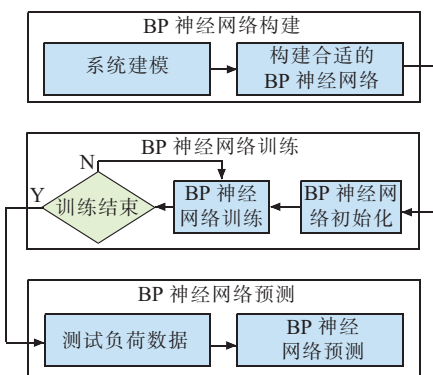 BP 神经网络构建
系统建模
构建合适的
BP 神经网络
BP 神经网络训练
N
Y
训练结束
BP 神经
网络训练
BP 神经网
络初始化
BP 神经网络预测
测试负荷数据
BP 神经
网络预测